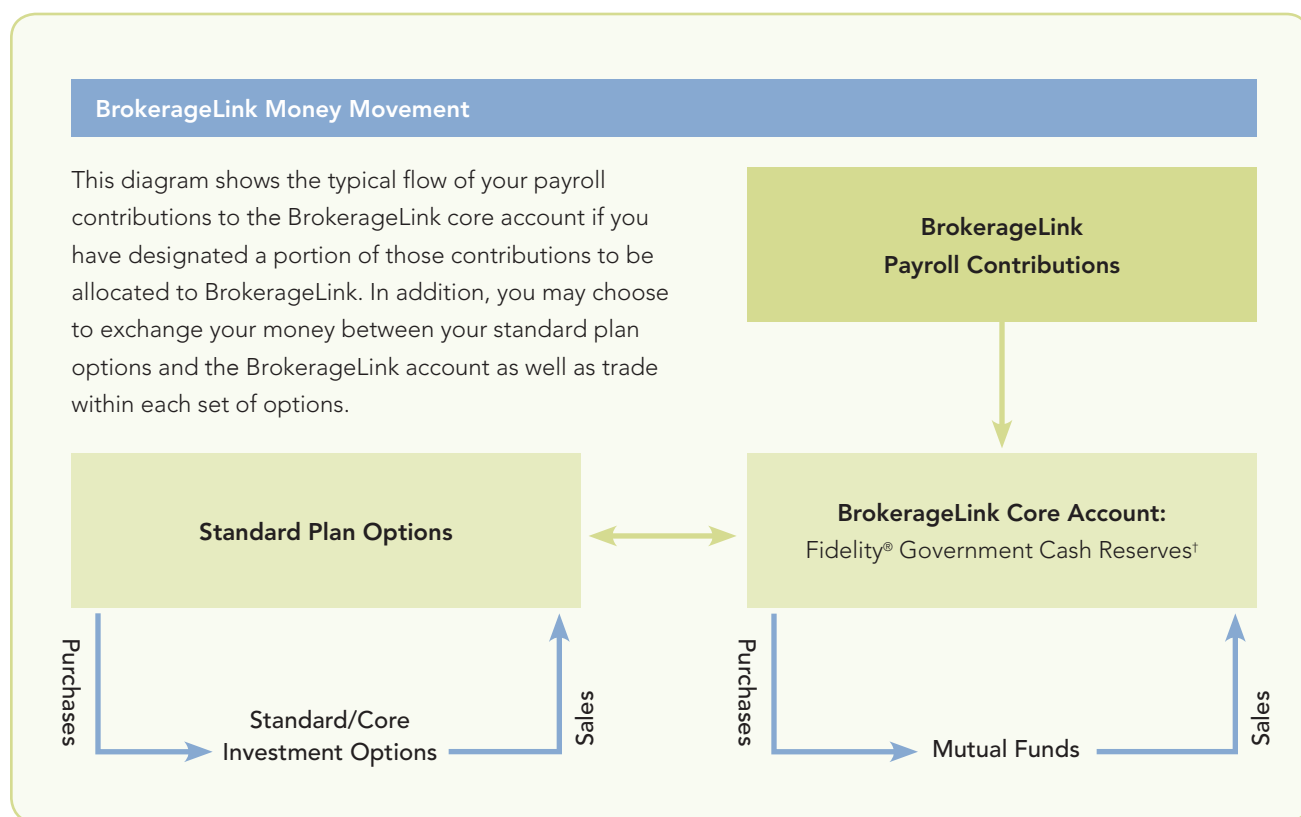 BrokerageLink Money Movement
This diagram shows the typical flow of your payroll
contributions to the BrokerageLink core account if you
have designated a portion of those contributions to be
allocated to BrokerageLink. In addition, you may choose
to exchange your money between your standard plan
options and the BrokerageLink account as well as trade
within each set of options.
BrokerageLink
Payroll Contributions
Standard Plan Options
BrokerageLink Core Account:
Fidelity® Government Cash Reserves†
Purchases
Standard/Core
Investment Options
Sales
Purchases
Mutual Funds
Sales